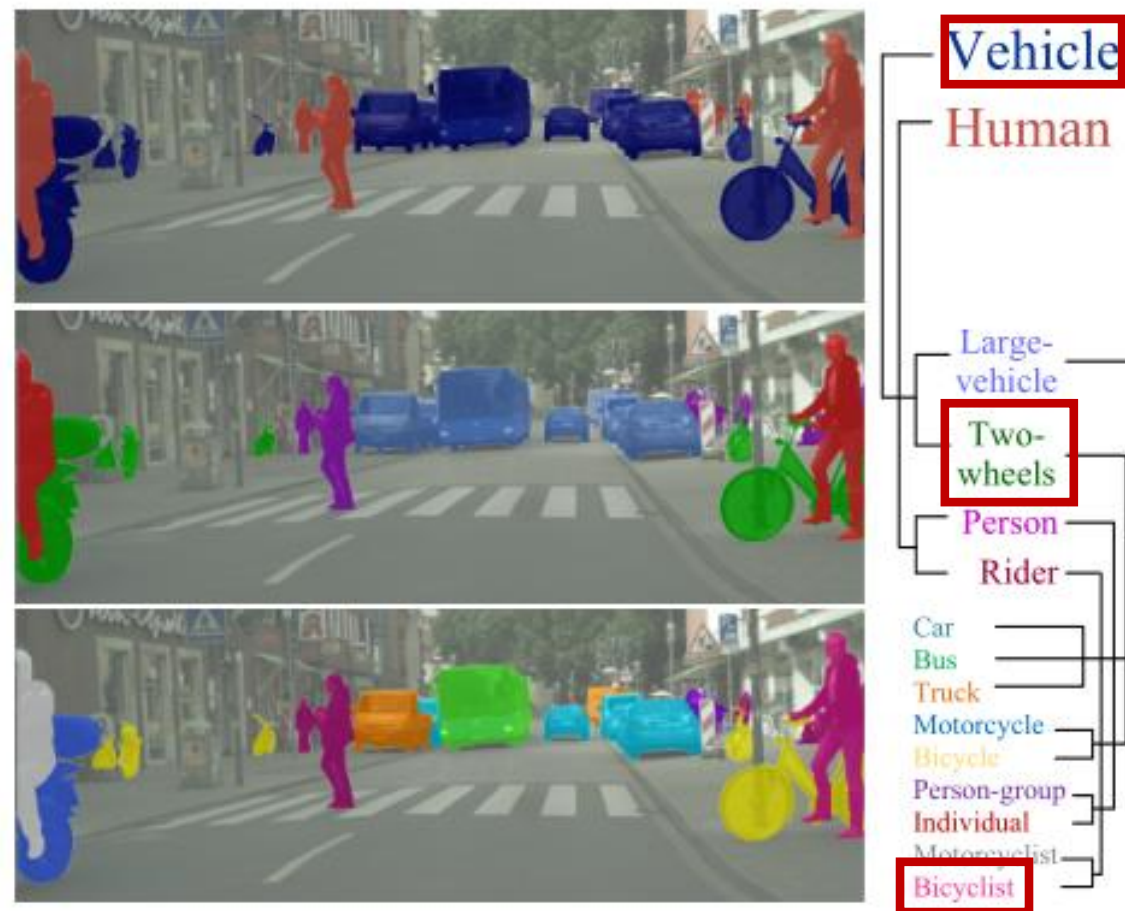 Vehicle
Human
Large-
vehicle
Two-
wheels
Person
Rider
Car
Bus
Truck
Motorcycle
Bicycle
Person-group
Individual
Motorcyclist
Bicyclist